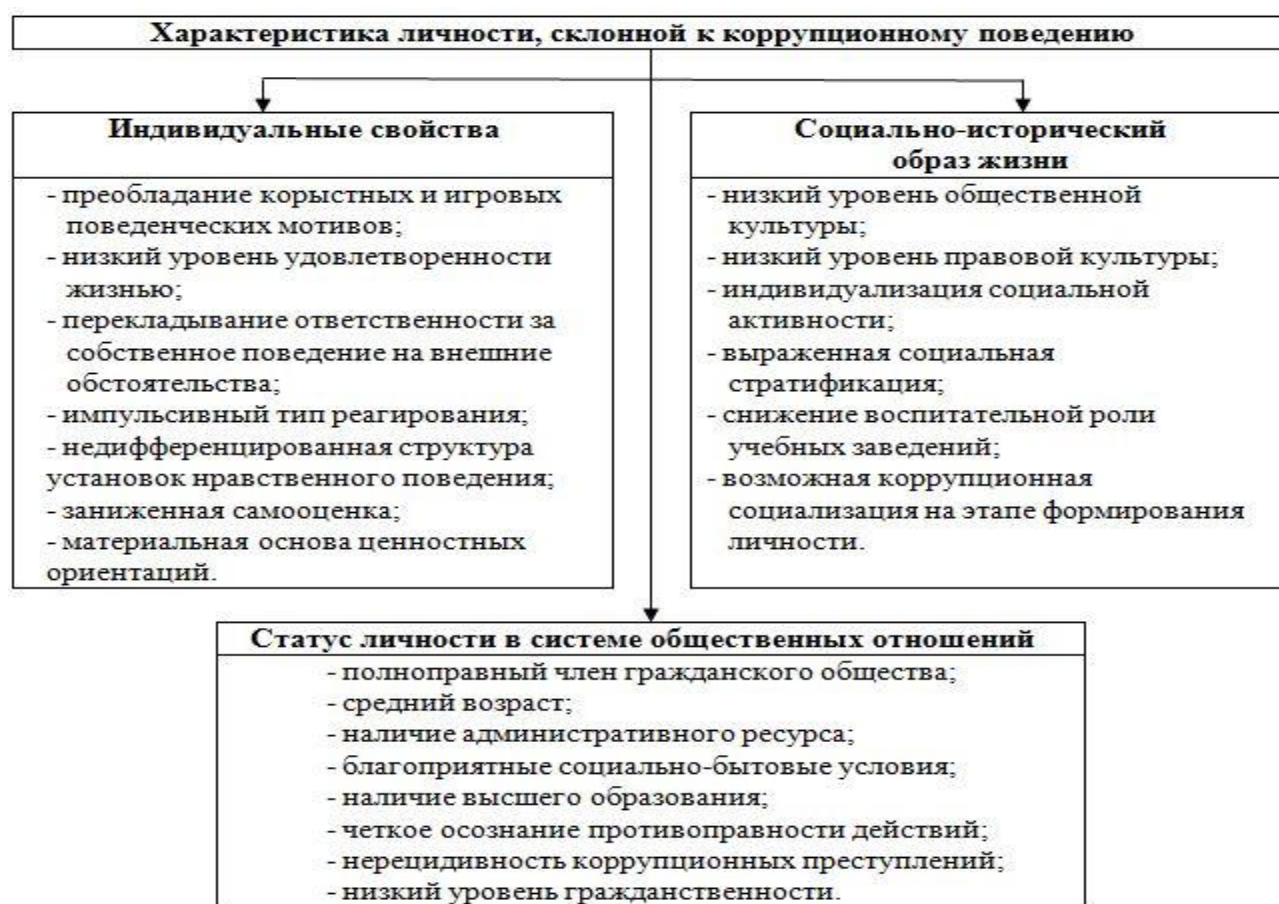 Характеристика личности, склонной к коррупционному поведению
Индивидуальные свойства
- преобладание корыстных и игровых
поведенческих мотивов;
- низкий уровень удовлетворенности
жизнью;
- перекладывание ответственности за
собственное поведение на внешние
обстоятельства;
- импульсивный тип реагирования;
- недифференцированная структура
установок нравственного поведения;
- заниженная самооценка;
- материальная основа ценностных
ориентаций.
Социально-исторический
образ жизни
- низкий уровень общественной
культуры;
- низкий уровень правовой культуры;
- индивидуализация социальной
активности;
- выраженная социальная
стратификация;
- снижение воспитательной роли
учебных заведений;
- возможная коррупционная
социализация на этапе формирования
личности.
Статус личности в системе общественных отношений
- полноправный член гражданского общества;
- средний возраст;
- наличие административного ресурса;
- благоприятные социально-бытовые условия;
- наличие высшего образования;
- четкое осознание противоправности действий;
- нерецидивность коррупционных преступлений;
- низкий уровень гражданственности.